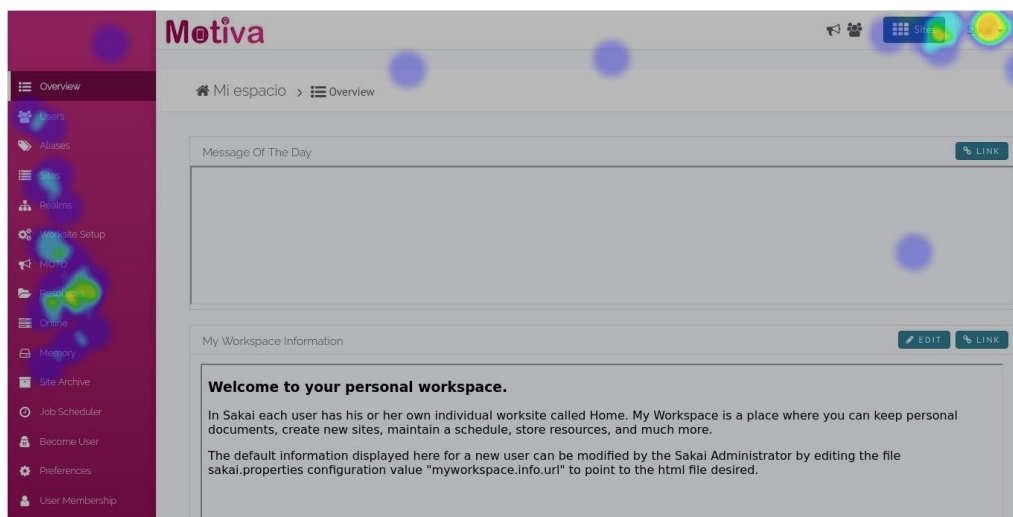 Motiva
Sites
Sakai
Overview
Mi espacio > Overview
Users
Aliases
Sites
Realms
Worksite Setup
MOTD
Resources
Online
Memory
Site Archive
Job Scheduler
Become User
Preferences
User Membership
Message Of The Day
LINK
My Workspace Information
EDIT
LINK
Welcome to your personal workspace.
In Sakai each user has his or her own individual worksite called Home. My Workspace is a place where you can keep personal
documents, create new sites, maintain a schedule, store resources, and much more.
The default information displayed here for a new user can be modified by the Sakai Administrator by editing the file
sakai.properties configuration value "myworkspace.info.url" to point to the html file desired.